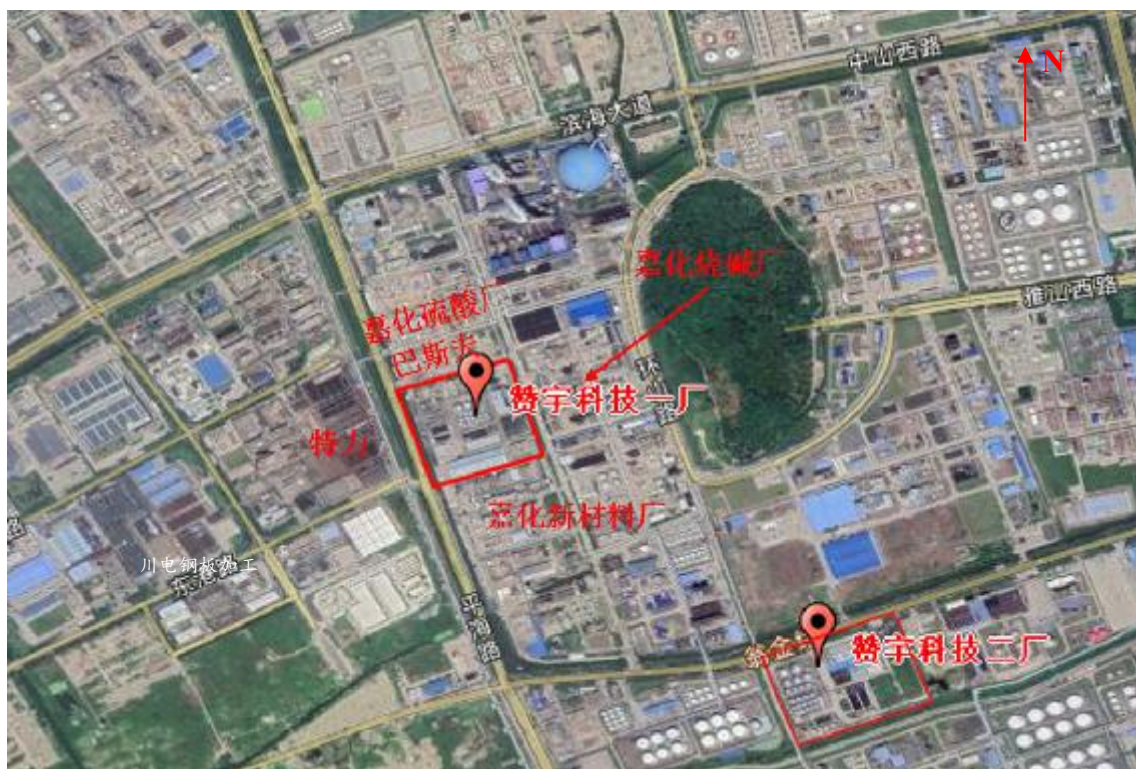 中山西路
N
滨海大道
嘉化烧碱厂
雅山西路
嘉化硫酸厂
巴斯夫
赞宇科技一厂
环山路
特力
嘉化新材料厂
川电钢板加工
平海路
赞宇科技二厂